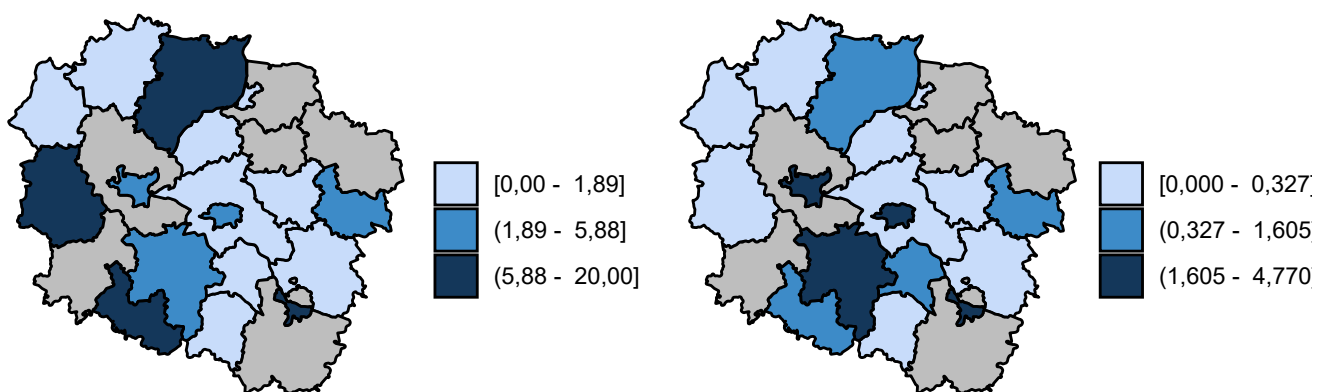 [0,00 - 1,89]
(1,89 - 5,88]
(5,88 - 20,00]
[0,000 - 0,327]
(0,327 - 1,605]
(1,605 - 4,770]